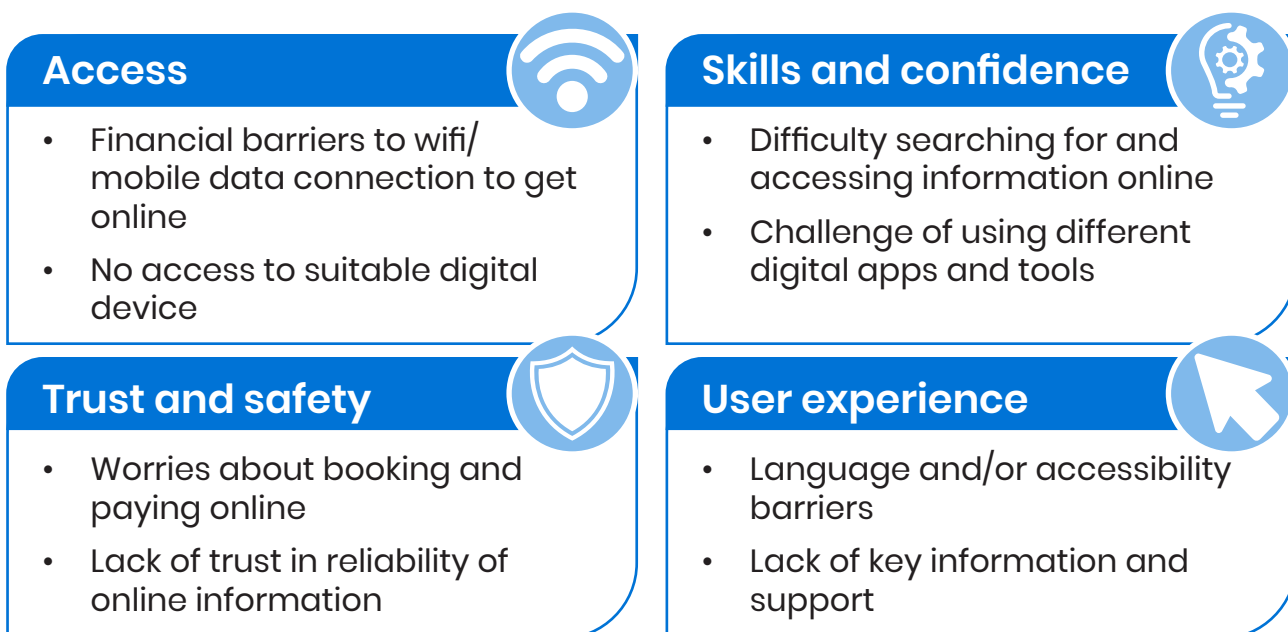 Access
• Financial barriers to wifi/
mobile data connection to get
online
• No access to suitable digital
device
Skills and confidence
• Difficulty searching for and
accessing information online
• Challenge of using different
digital apps and tools
Trust and safety
• Worries about booking and
paying online
• Lack of trust in reliability of
online information
User experience
• Language and/or accessibility
barriers
• Lack of key information and
support